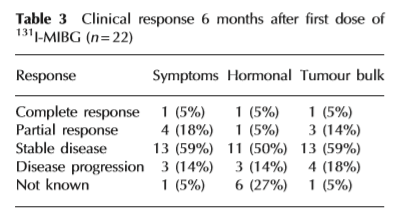 Table 3 Clinical response 6 months after first dose of
¹³¹I-MIBG (n=22)
Response Symptoms Hormonal Tumour bulk
Complete response 1 (5%) 1 (5%) 1 (5%)
Partial response 4 (18%) 1 (5%) 3 (14%)
Stable disease 13 (59%) 11 (50%) 13 (59%)
Disease progression 3 (14%) 3 (14%) 4 (18%)
Not known 1 (5%) 6 (27%) 1 (5%)